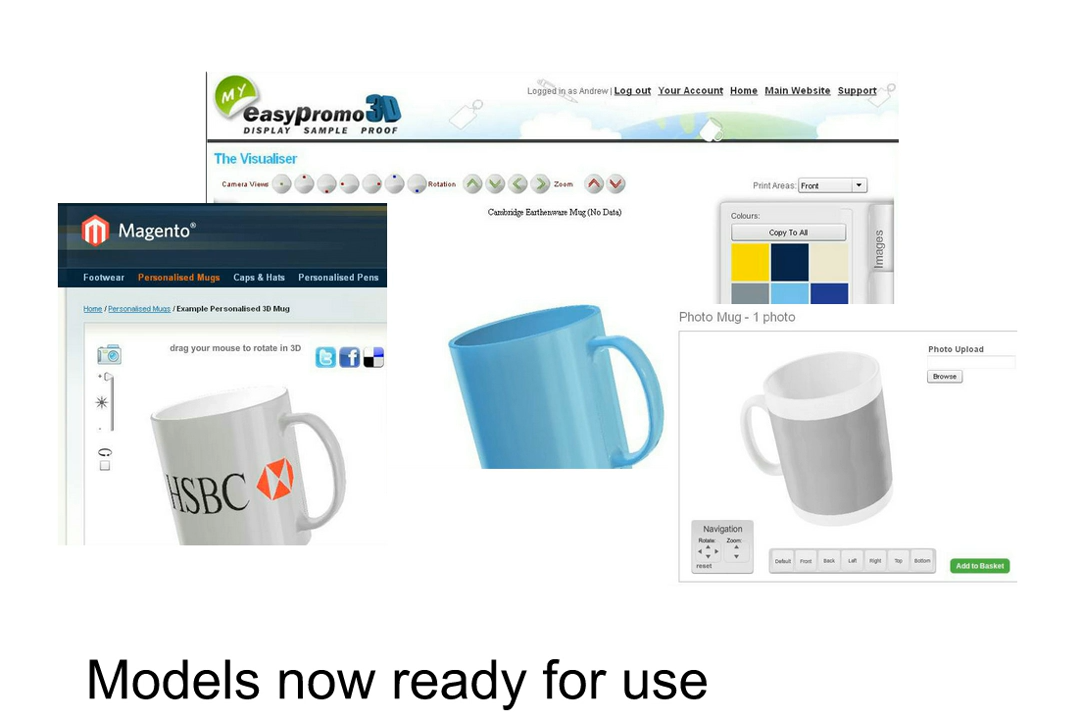 MY
easypromo3D
DISPLAY SAMPLE PROOF
Logged in as Andrew | Log out Your Account Home Main Website Support
The Visualiser
Camera Views Rotation Zoom
Print Areas: Front
Cambridge Earthenware Mug (No Data)
Colours:
Copy To All
Images
Magento®
Footwear Personalised Mugs Caps & Hats Personalised Pens
Home / Personalised Mugs / Example Personalised 3D Mug
drag your mouse to rotate in 3D
HSBC
Photo Mug - 1 photo
Photo Upload
Browse
Navigation
Rotate: Zoom:
reset
Default Front Back Left Right Top Bottom
Add to Basket
Models now ready for use